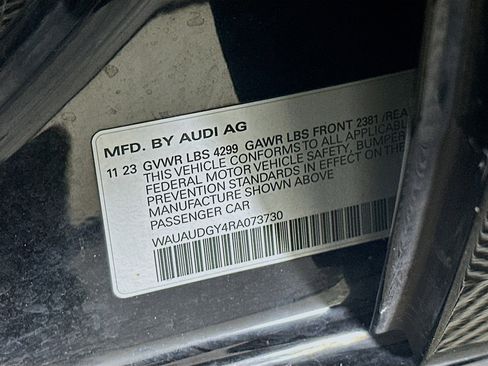 MFD. BY AUDI AG
11 23 GVWR LBS 4299 GAWR LBS FRONT 2381 /REA
THIS VEHICLE CONFORMS TO ALL APPLICABLE
FEDERAL MOTOR VEHICLE SAFETY, BUMPER
PREVENTION STANDARDS IN EFFECT ON THE
MANUFACTURE SHOWN ABOVE
PASSENGER CAR
WAUAUDGY4RA073730